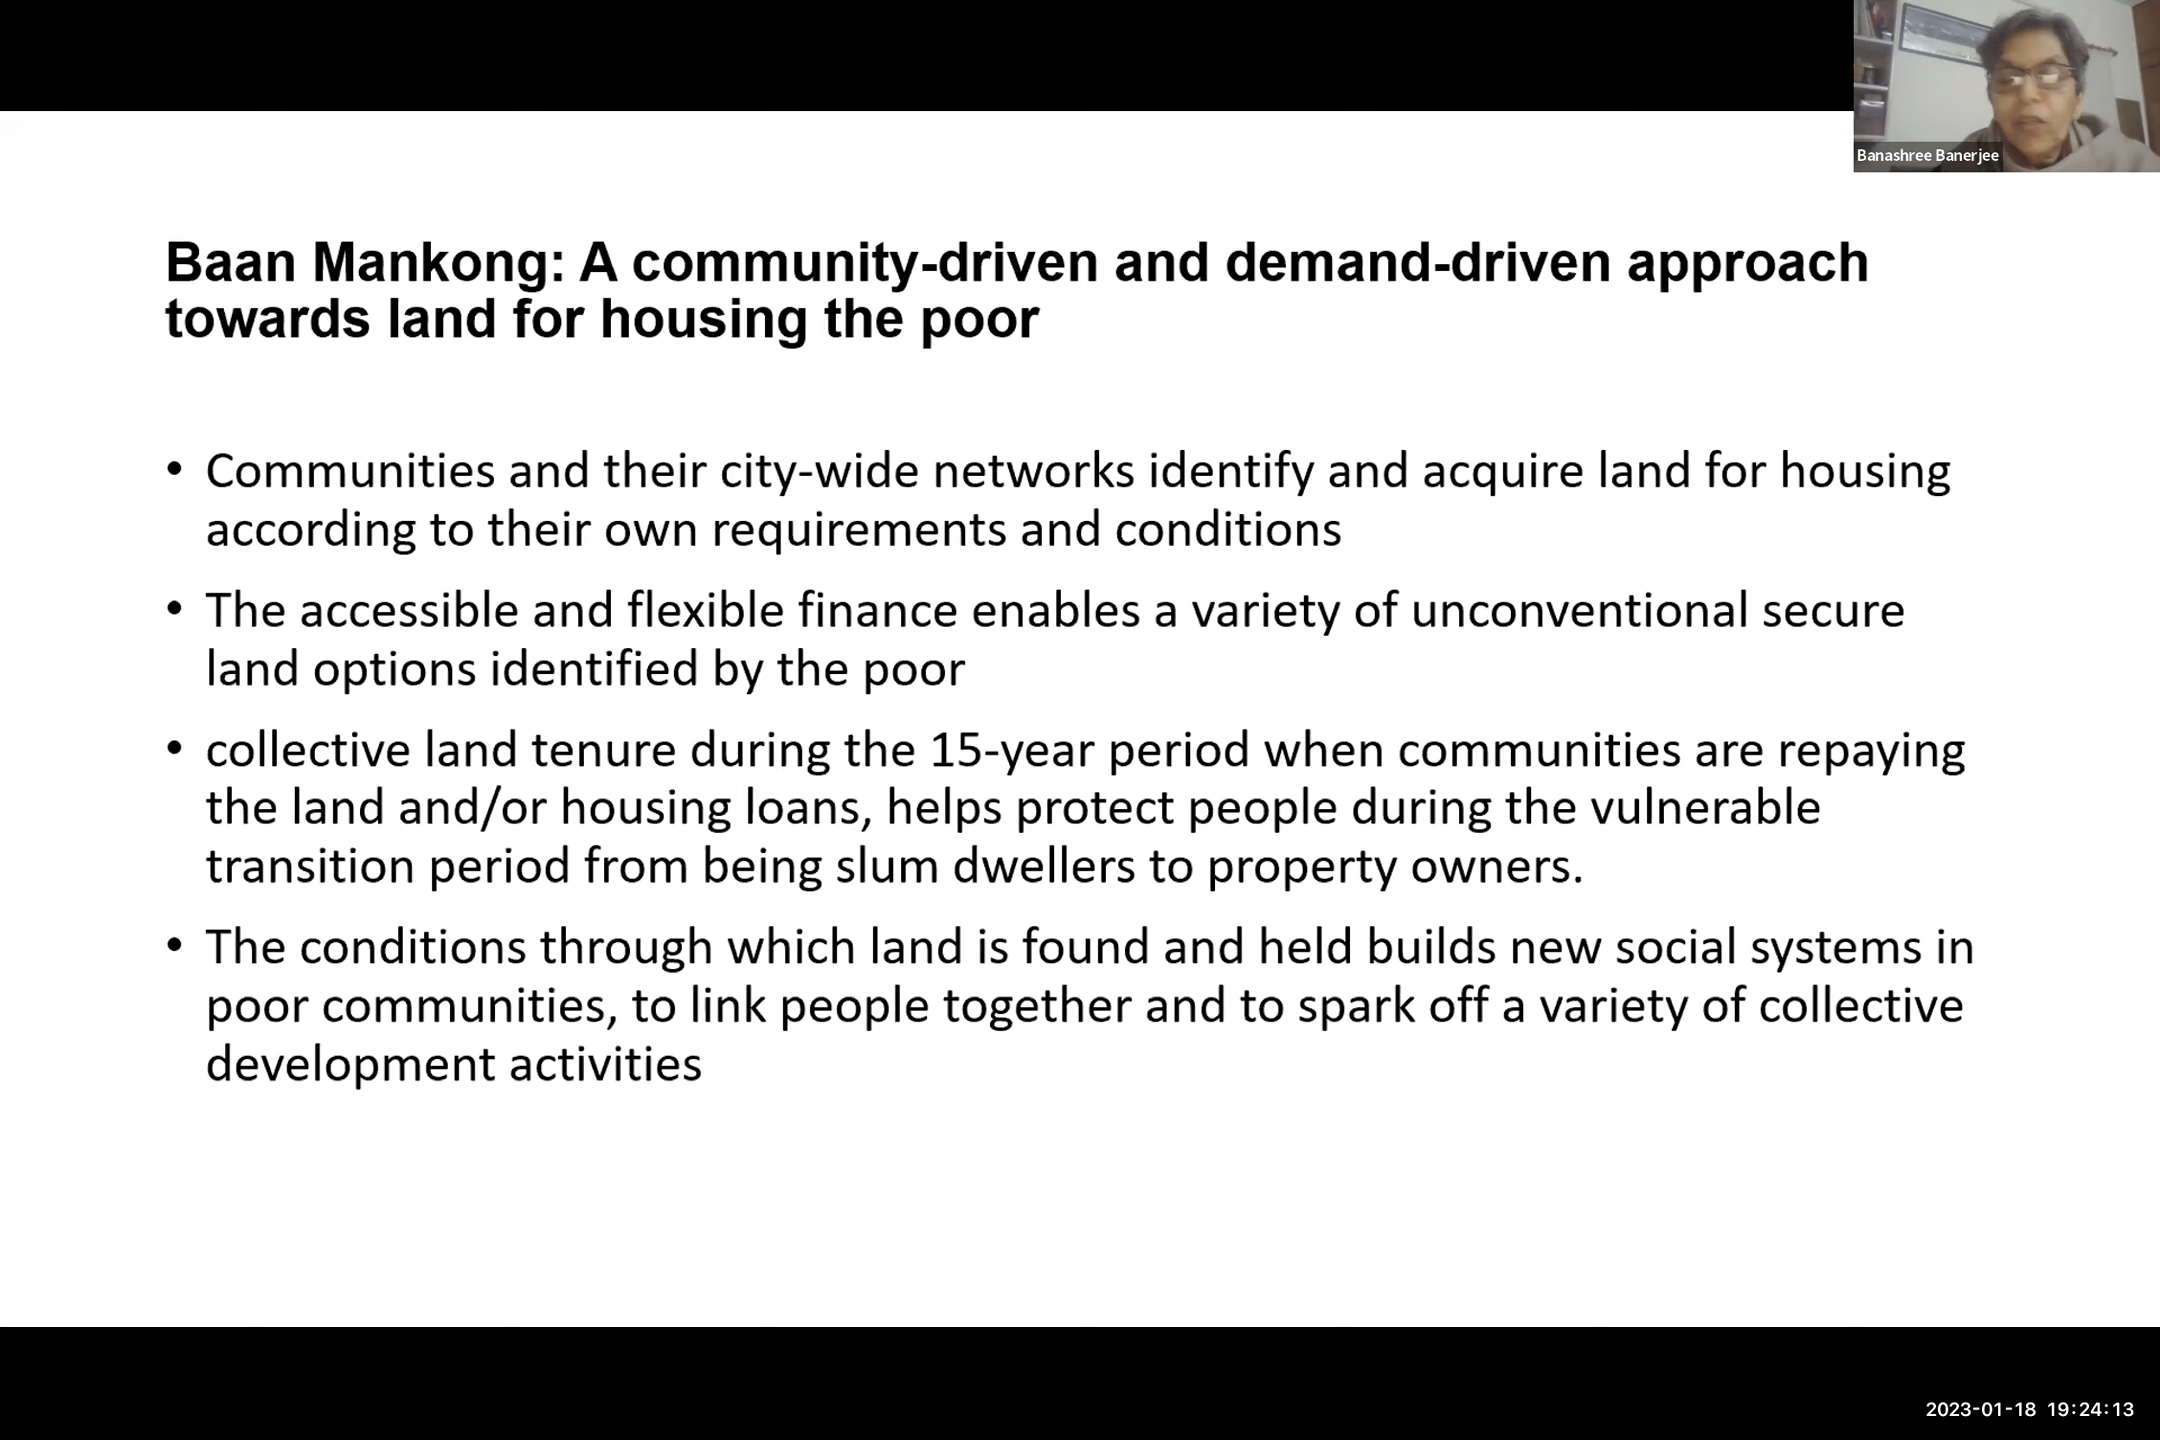 Banashree Banerjee
Baan Mankong: A community-driven and demand-driven approach
towards land for housing the poor
• Communities and their city-wide networks identify and acquire land for housing
according to their own requirements and conditions
• The accessible and flexible finance enables a variety of unconventional secure
land options identified by the poor
• collective land tenure during the 15-year period when communities are repaying
the land and/or housing loans, helps protect people during the vulnerable
transition period from being slum dwellers to property owners.
• The conditions through which land is found and held builds new social systems in
poor communities, to link people together and to spark off a variety of collective
development activities
2023-01-18 19:24:13